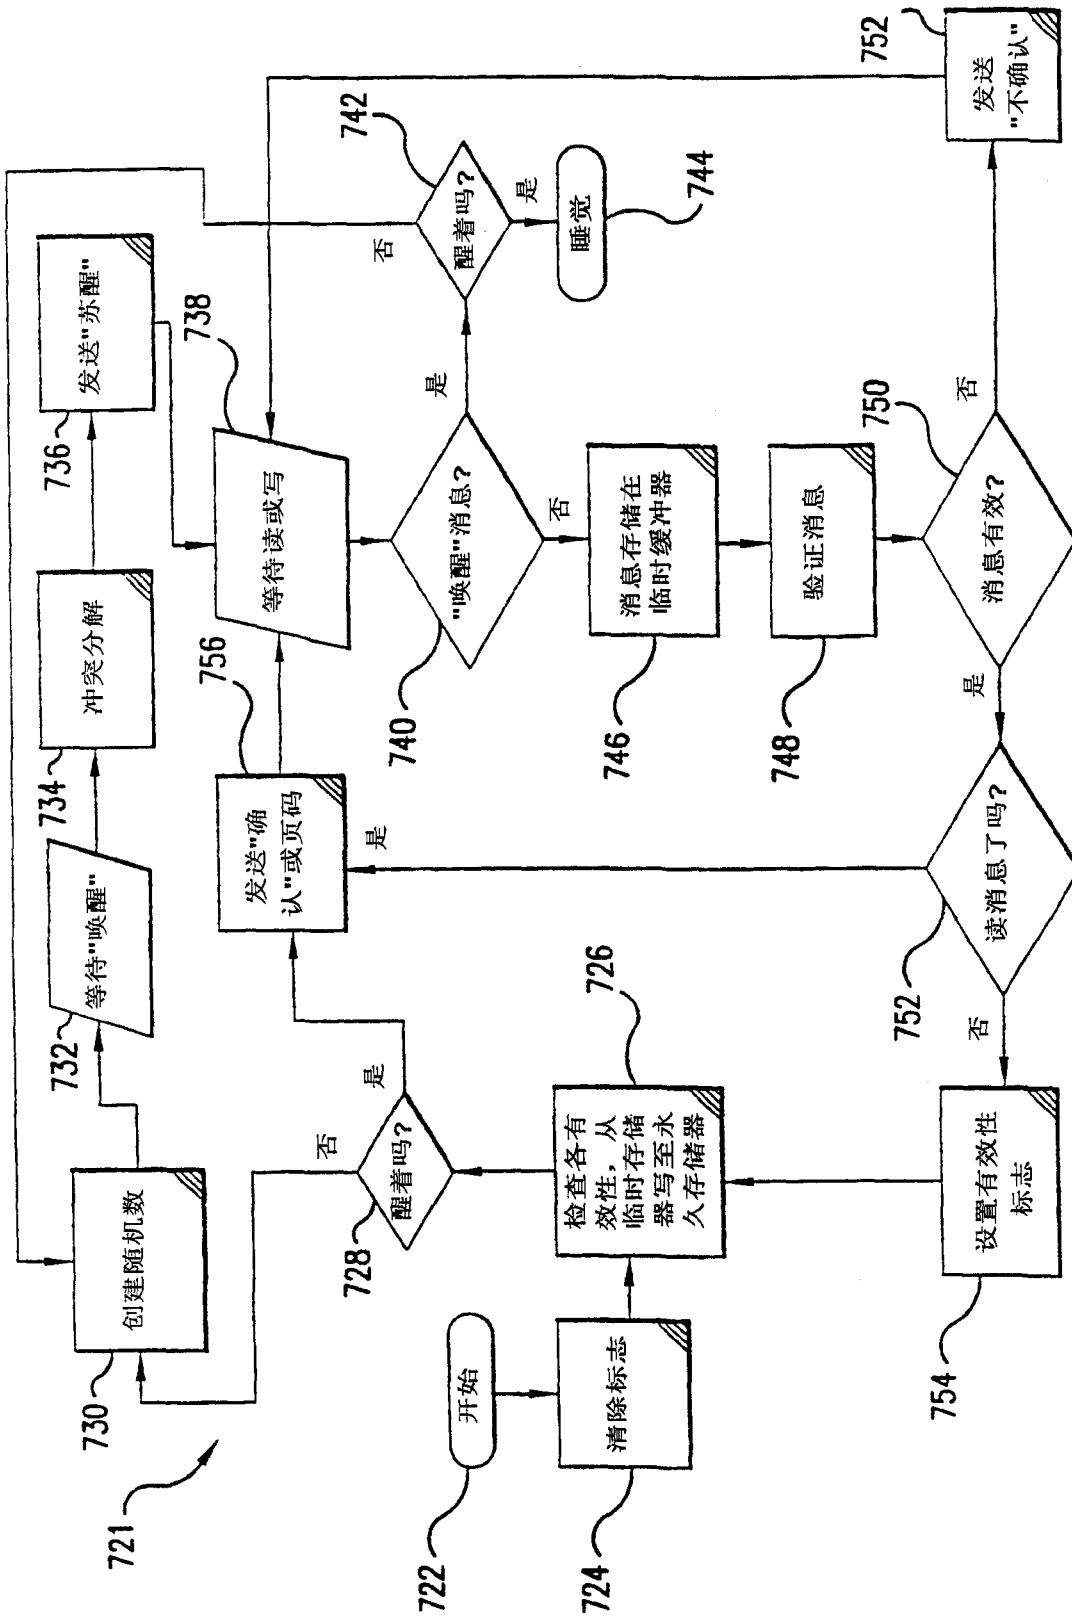 721
722
开始
724
清除标志
726
检查各有
效性，从
临时存储
器写至永
久存储器
728
醒着吗?
否
是
730
创建随机数
732
等待"唤醒"
734
冲突分解
736
发送"苏醒"
738
等待读或写
740
"唤醒"消息?
是
否
742
醒着吗?
否
是
744
睡觉
746
消息存储在
临时缓冲器
748
验证消息
750
消息有效?
否
是
752
发送
"不确认"
752
读消息了吗?
是
否
754
设置有效性
标志
756
发送"确
认"或页码